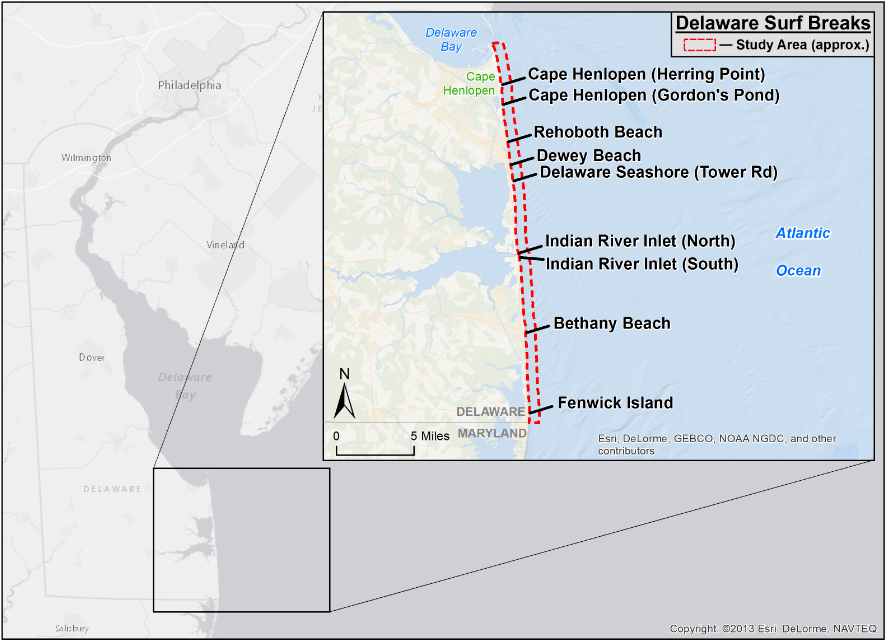 Delaware Surf Breaks
— Study Area (approx.)
Delaware
Bay
Cape
Henlopen
Cape Henlopen (Herring Point)
Cape Henlopen (Gordon's Pond)
Rehoboth Beach
Dewey Beach
Delaware Seashore (Tower Rd)
Indian River Inlet (North)
Indian River Inlet (South)
Atlantic
Ocean
Bethany Beach
Fenwick Island
N
0 5 Miles
DELAWARE
MARYLAND
Esri, DeLorme, GEBCO, NOAA NGDC, and other
contributors
Philadelphia
Wilmington
N
J E
Vineland
Dover
Delaware
Bay
DELAWARE
Salisbury
Copyright: ©2013 Esri, DeLorme, NAVTEQ